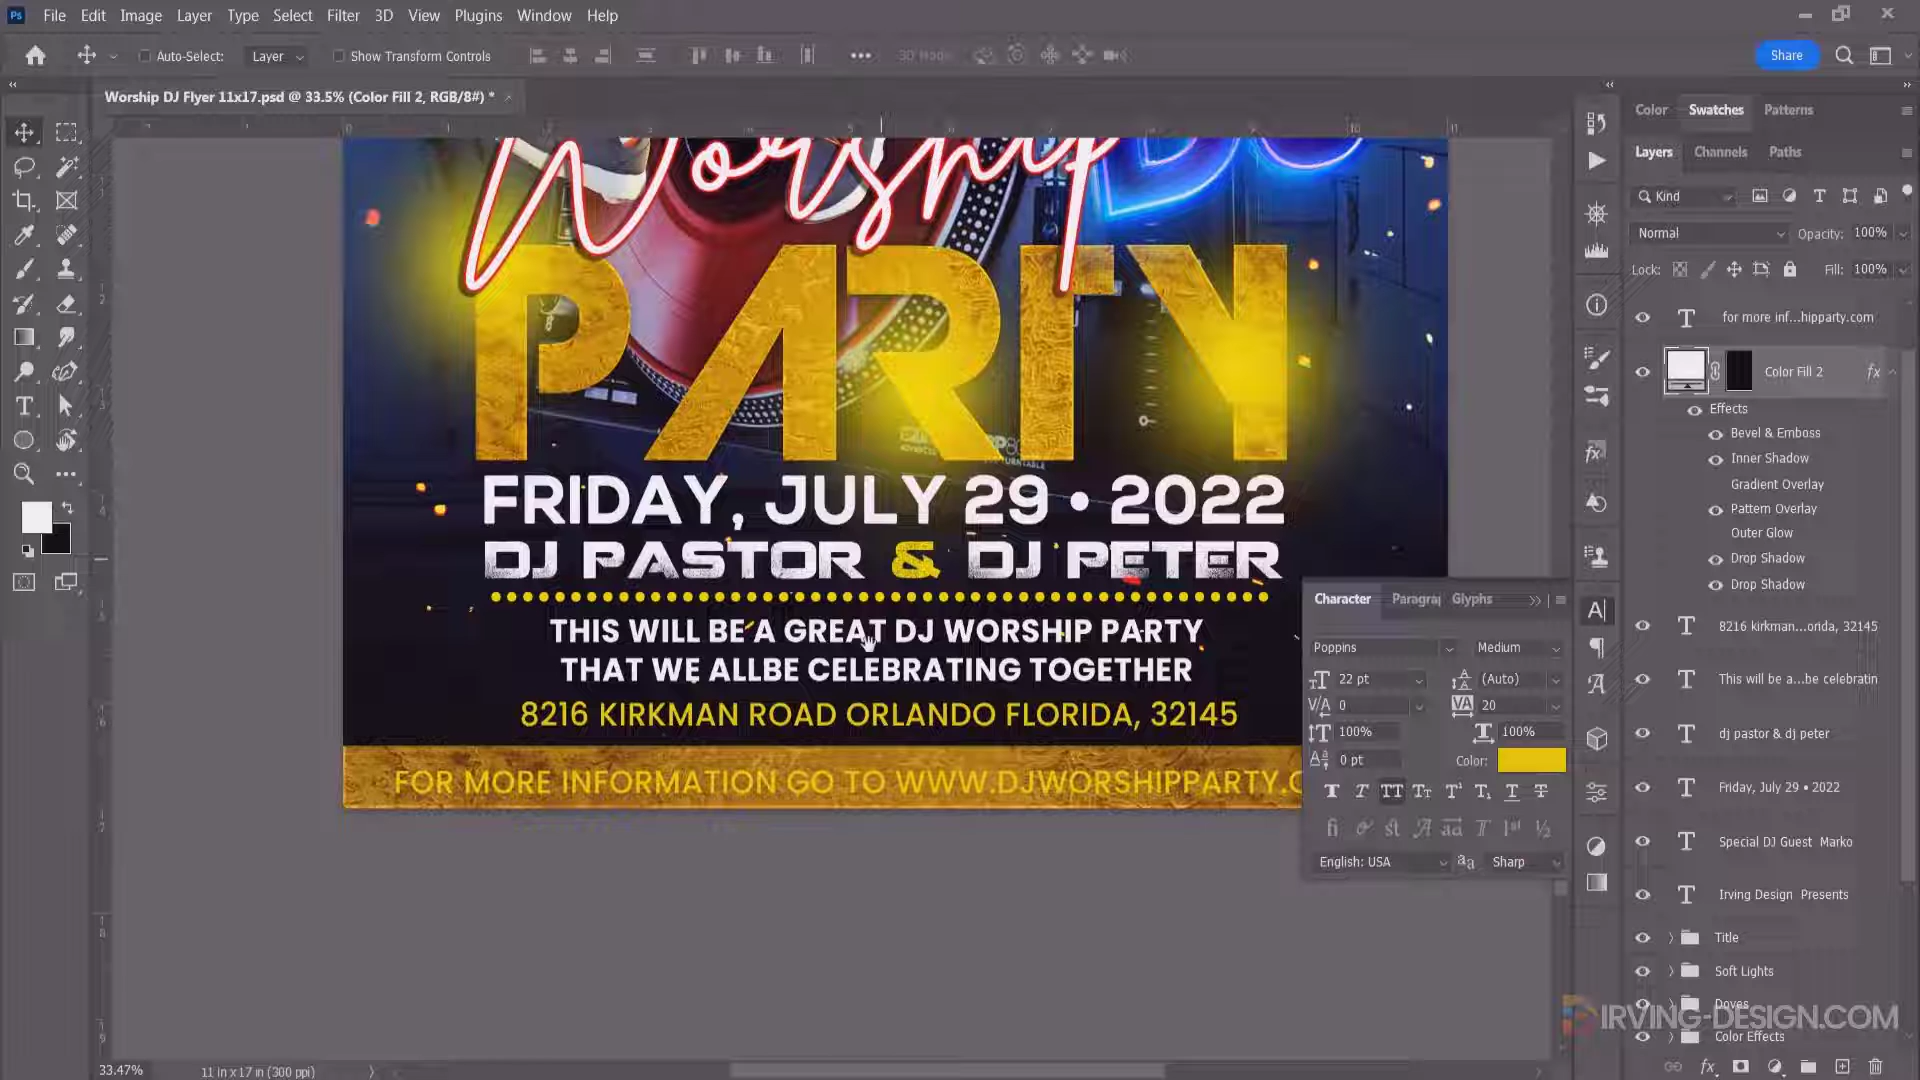 Ps File Edit Image Layer Type Select Filter 3D View Plugins Window Help
Auto-Select: Layer Show Transform Controls 3D Mode Share
Worship DJ Flyer 11x17.psd @ 33.5% (Color Fill 2, RGB/8#) *
Color Swatches Patterns
Layers Channels Paths
Kind
Normal Opacity: 100%
Lock: Fill: 100%
for more inf...hipparty.com
Color Fill 2 fx
Effects
Bevel & Emboss
Inner Shadow
Gradient Overlay
Pattern Overlay
Outer Glow
Drop Shadow
Drop Shadow
8216 kirkman...orida, 32145
This will be a...be celebratin
dj pastor & dj peter
Friday, July 29 • 2022
Special DJ Guest Marko
Irving Design Presents
Title
Soft Lights
Doves
Color Effects
Worship
PARTY
FRIDAY, JULY 29 • 2022
DJ PASTOR & DJ PETER
THIS WILL BE A GREAT DJ WORSHIP PARTY
THAT WE ALLBE CELEBRATING TOGETHER
8216 KIRKMAN ROAD ORLANDO FLORIDA, 32145
FOR MORE INFORMATION GO TO WWW.DJWORSHIPPARTY.C
Character Paragraj Glyphs
Poppins Medium
22 pt (Auto)
0 20
100% 100%
0 pt Color:
English: USA Sharp
IRVING-DESIGN.COM
33.47% 11 in x 17 in (300 ppi)